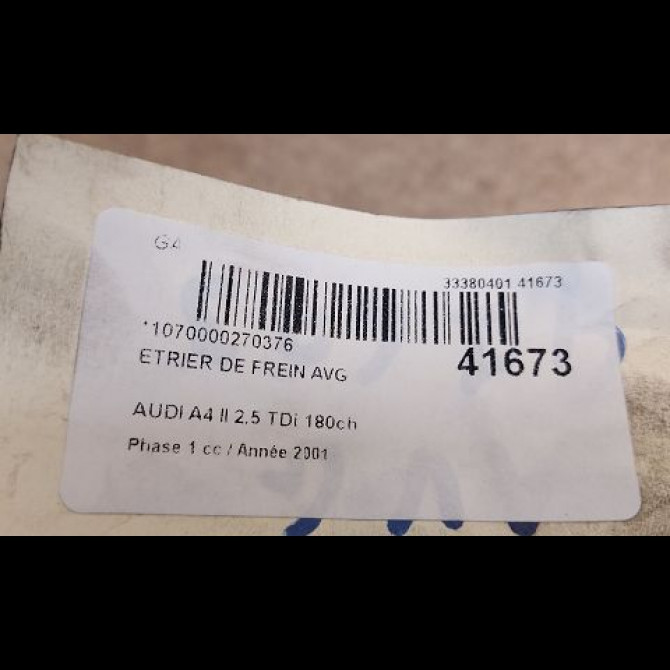 G4
33380401 41673
*1070000270376
41673
ETRIER DE FREIN AVG
AUDI A4 II 2.5 TDi 180ch
Phase 1 cc / Année 2001